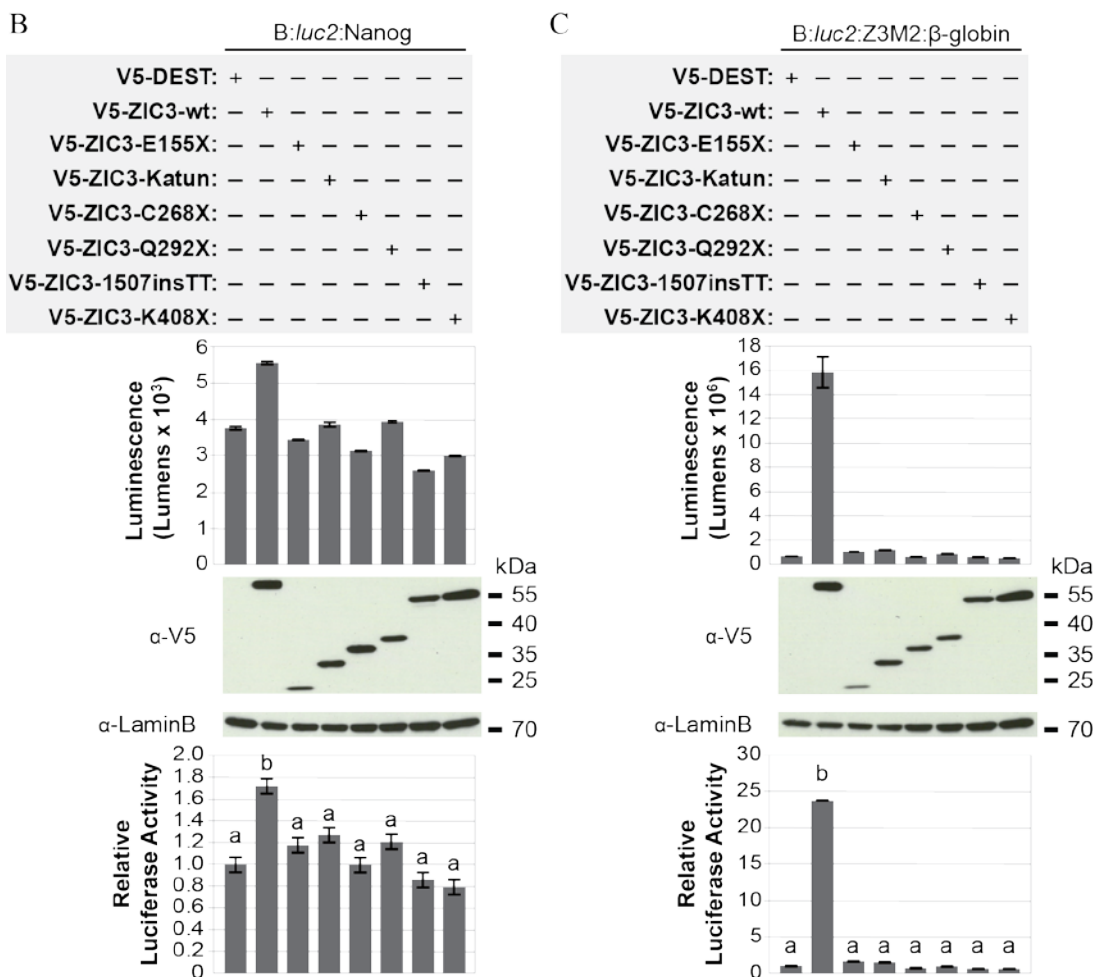 B
B:luc2:Nanog
V5-DEST: + – – – – – – –
V5-ZIC3-wt: – + – – – – – –
V5-ZIC3-E155X: – – + – – – – –
V5-ZIC3-Katun: – – – + – – – –
V5-ZIC3-C268X: – – – – + – – –
V5-ZIC3-Q292X: – – – – – + – –
V5-ZIC3-1507insTT: – – – – – – + –
V5-ZIC3-K408X: – – – – – – – +
Luminescence
(Lumens x 10³)
6
5
4
3
2
1
0
kDa
α-V5
55
40
35
25
α-LaminB
70
Relative
Luciferase Activity
2.0
1.8
1.6
1.4
1.2
1.0
0.8
0.6
0.4
0.2
0
a b a a a a a a
C
B:luc2:Z3M2:β-globin
V5-DEST: + – – – – – – –
V5-ZIC3-wt: – + – – – – – –
V5-ZIC3-E155X: – – + – – – – –
V5-ZIC3-Katun: – – – + – – – –
V5-ZIC3-C268X: – – – – + – – –
V5-ZIC3-Q292X: – – – – – + – –
V5-ZIC3-1507insTT: – – – – – – + –
V5-ZIC3-K408X: – – – – – – – +
Luminescence
(Lumens x 10⁶)
18
16
14
12
10
8
6
4
2
0
kDa
α-V5
55
40
35
25
α-LaminB
70
Relative
Luciferase Activity
30
25
20
15
10
5
0
a b a a a a a a